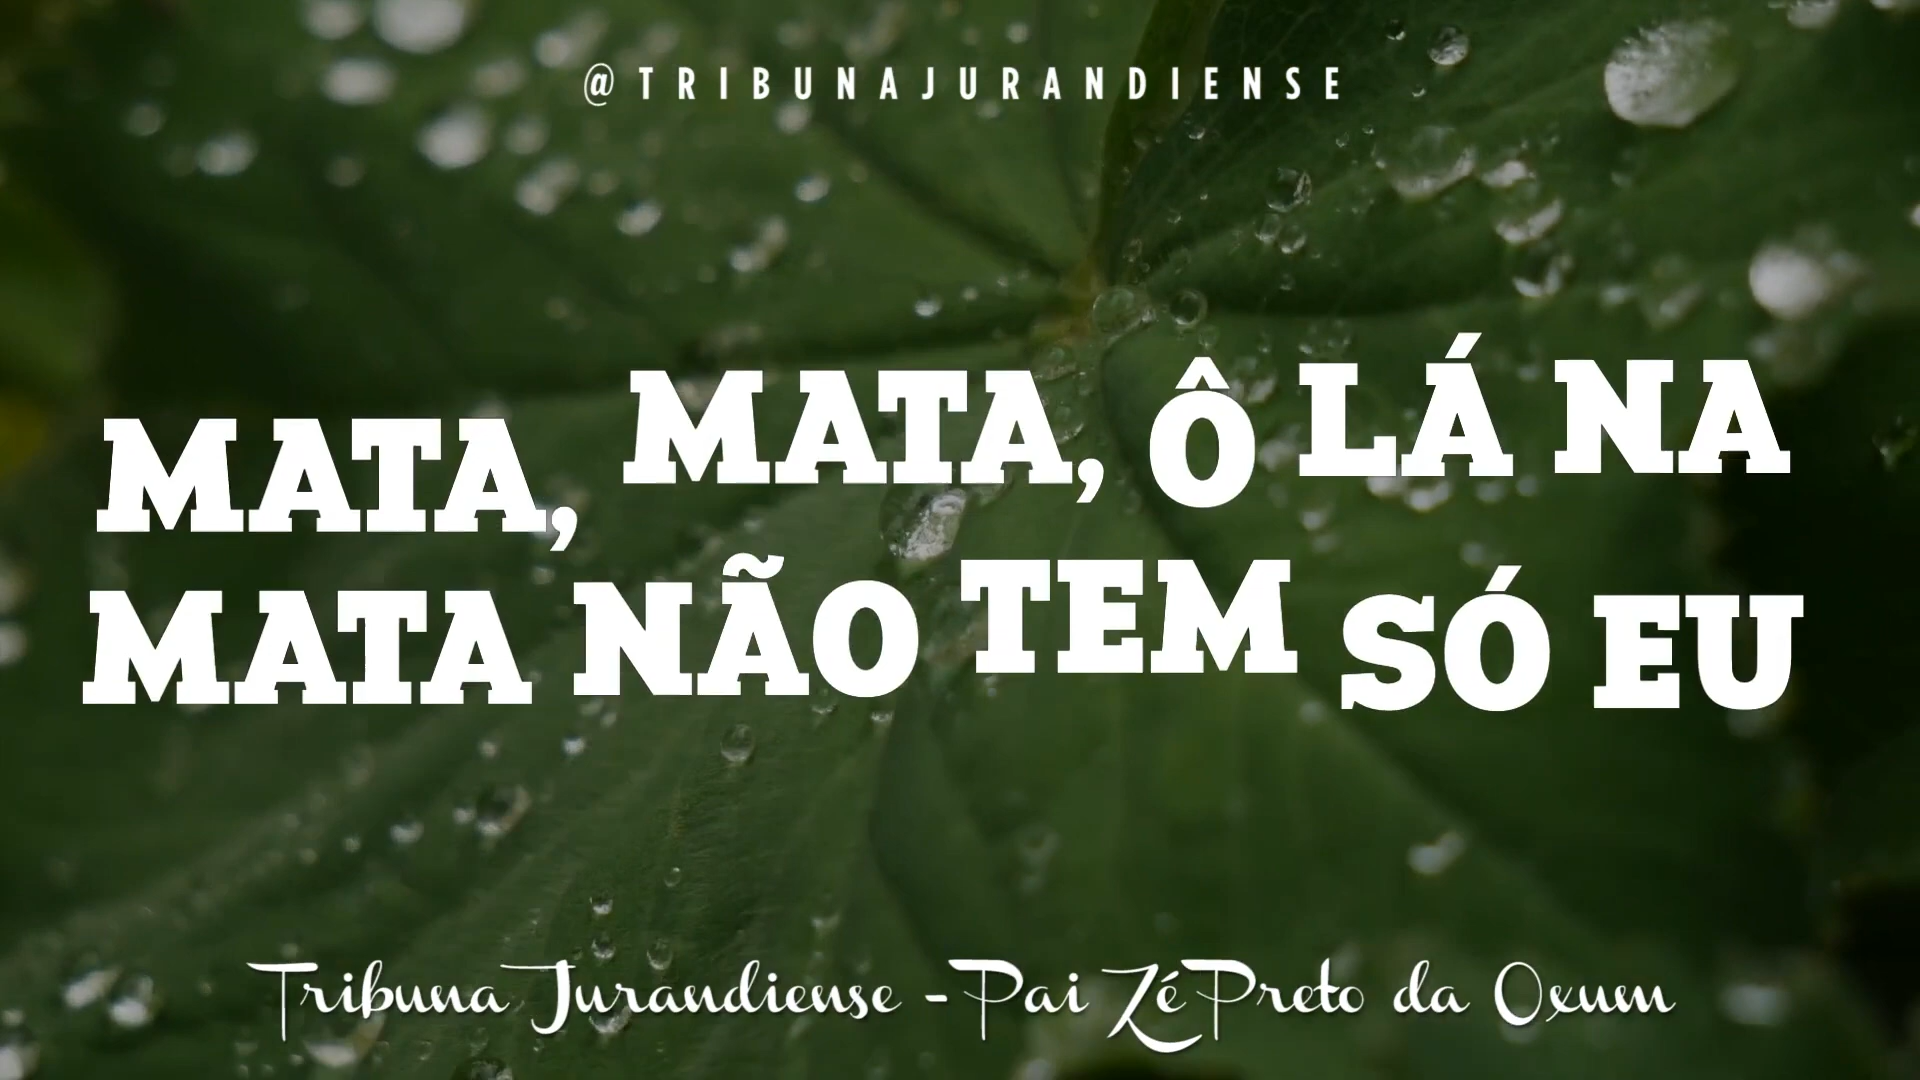 @TRIBUNAJURANDIENSE
MATA, MATA, Ô LÁ NA
MATA NÃO TEM SÓ EU
Tribuna Jurandiense - Pai Zé Preto da Oxum